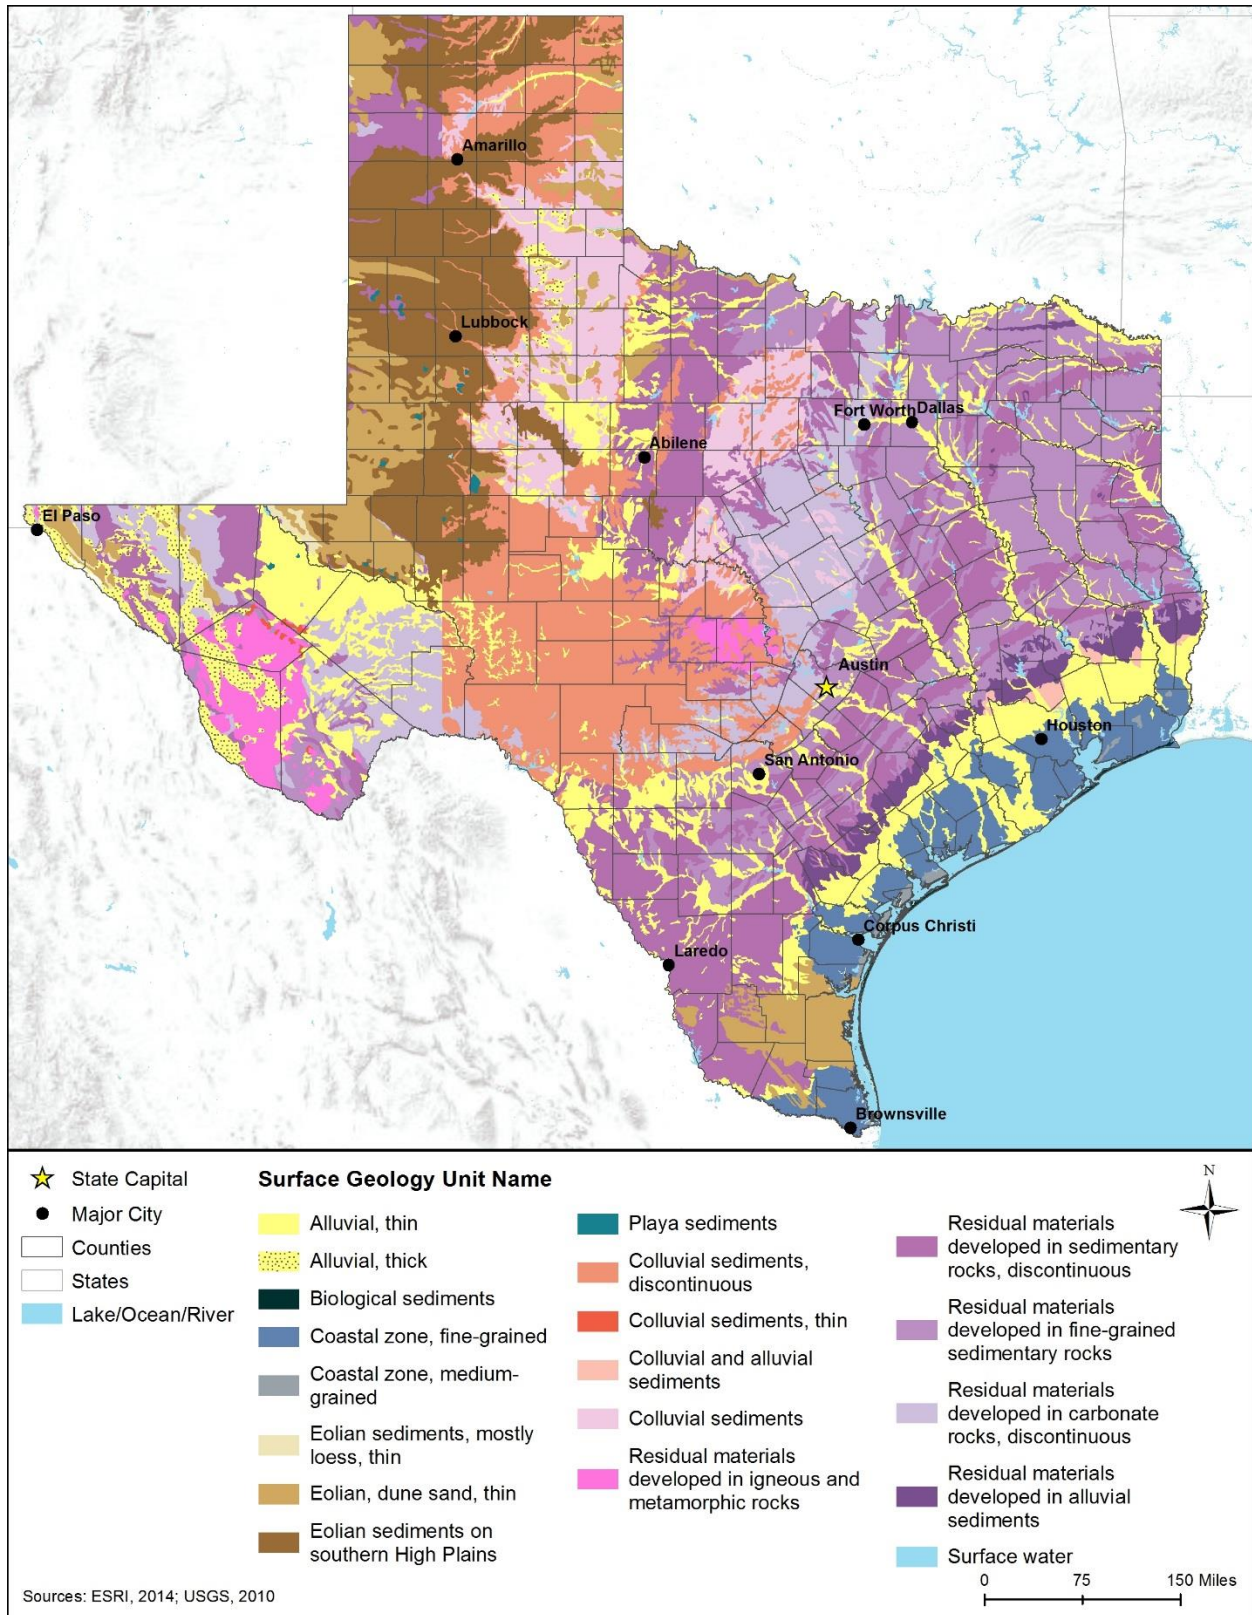 Amarillo
Lubbock
Fort Worth
Dallas
Abilene
El Paso
Austin
Houston
San Antonio
Corpus Christi
Laredo
Brownsville
State Capital
Major City
Counties
States
Lake/Ocean/River
Surface Geology Unit Name
Alluvial, thin
Alluvial, thick
Biological sediments
Coastal zone, fine-grained
Coastal zone, medium-
grained
Eolian sediments, mostly
loess, thin
Eolian, dune sand, thin
Eolian sediments on
southern High Plains
Playa sediments
Colluvial sediments,
discontinuous
Colluvial sediments, thin
Colluvial and alluvial
sediments
Colluvial sediments
Residual materials
developed in igneous and
metamorphic rocks
Residual materials
developed in sedimentary
rocks, discontinuous
Residual materials
developed in fine-grained
sedimentary rocks
Residual materials
developed in carbonate
rocks, discontinuous
Residual materials
developed in alluvial
sediments
Surface water
N
0 75 150 Miles
Sources: ESRI, 2014; USGS, 2010